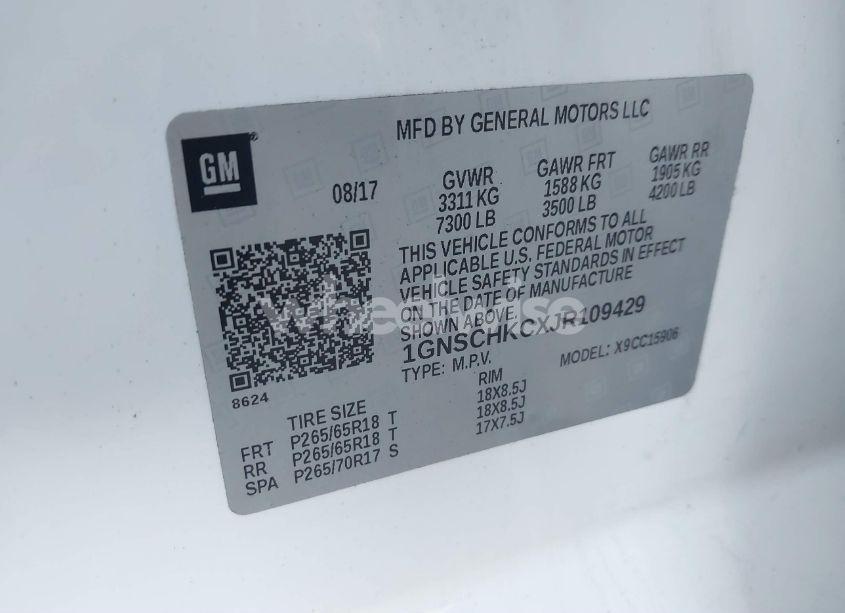 MFD BY GENERAL MOTORS LLC
GM®
08/17
GVWR
3311 KG
7300 LB
GAWR FRT
1588 KG
3500 LB
GAWR RR
1905 KG
4200 LB
THIS VEHICLE CONFORMS TO ALL
APPLICABLE U.S. FEDERAL MOTOR
VEHICLE SAFETY STANDARDS IN EFFECT
ON THE DATE OF MANUFACTURE
SHOWN ABOVE.
1GNSCHKCXJR109429
TYPE: M.P.V.
MODEL: X9CC15906
8624
TIRE SIZE
RIM
FRT P265/65R18 T 18X8.5J
RR P265/65R18 T 18X8.5J
SPA P265/70R17 S 17X7.5J